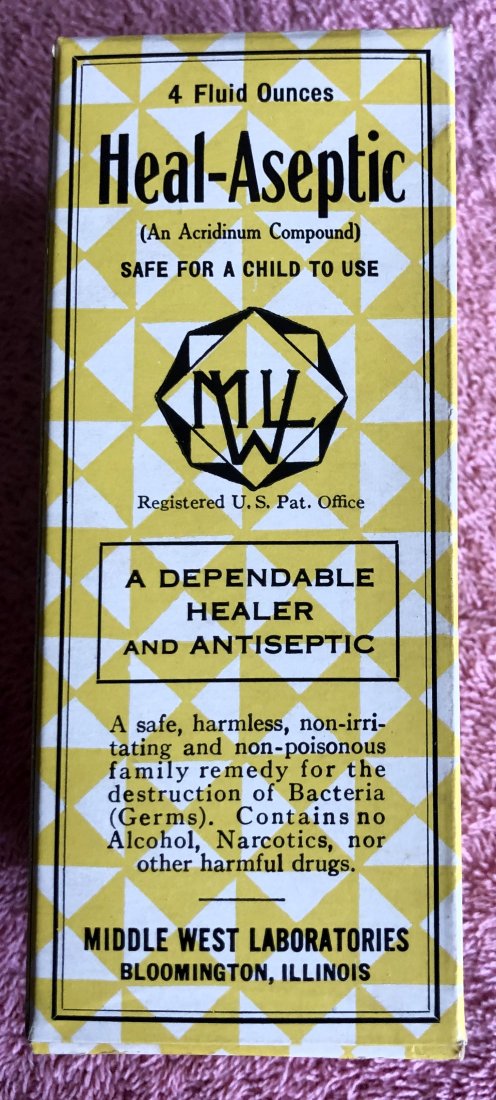 4 Fluid Ounces
Heal-Aseptic
(An Acridinum Compound)
SAFE FOR A CHILD TO USE
MWL
Registered U. S. Pat. Office
A DEPENDABLE
HEALER
AND ANTISEPTIC
A safe, harmless, non-irri-
tating and non-poisonous
family remedy for the
destruction of Bacteria
(Germs). Contains no
Alcohol, Narcotics, nor
other harmful drugs.
MIDDLE WEST LABORATORIES
BLOOMINGTON, ILLINOIS